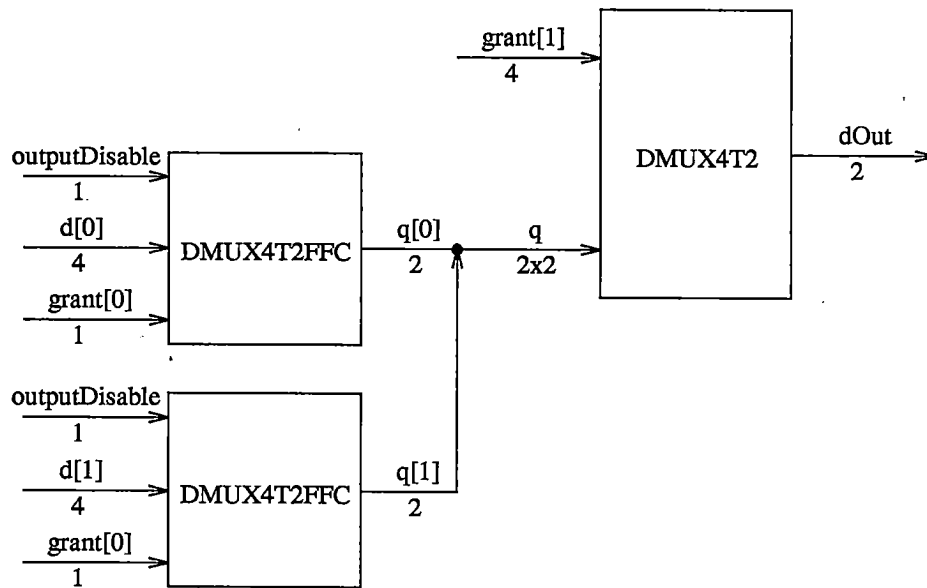 grant[1]
4
DMUX4T2
dOut
2
outputDisable
1
d[0]
4
grant[0]
1
DMUX4T2FFC
q[0]
2
q
2x2
outputDisable
1
d[1]
4
grant[0]
1
DMUX4T2FFC
q[1]
2